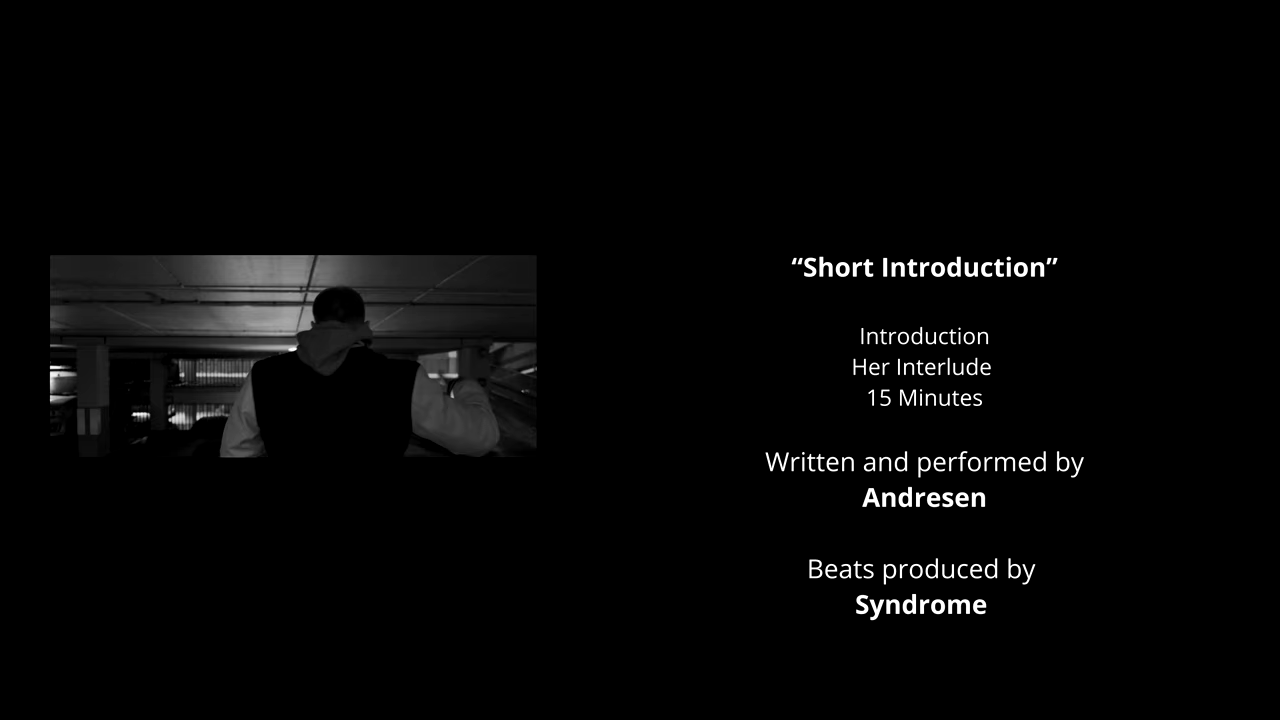 “Short Introduction”
Introduction
Her Interlude
15 Minutes
Written and performed by
Andresen
Beats produced by
Syndrome